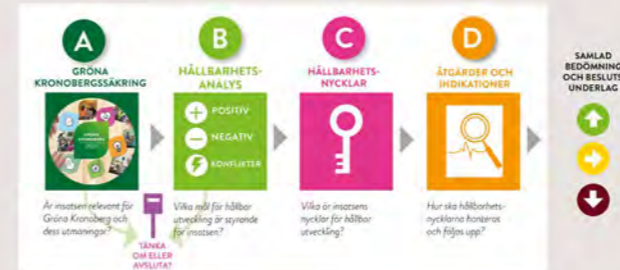 A
GRÖNA
KRONOBERGSSÄKRING
Är insatsen relevant för
Gröna Kronoberg och
dess utmaningar?
B
HÅLLBARHETS-
ANALYS
POSITIV
NEGATIV
KONFLIKTER
Vilka mål för hållbar
utveckling är styrande
för insatsen?
TÄNKA
OM ELLER
AVSLUTA?
C
HÅLLBARHETS-
NYCKLAR
Vilka är insatsens
nycklar för hållbar
utveckling?
D
ÅTGÄRDER OCH
INDIKATIONER
Hur ska hållbarhets-
nycklarna hanteras
och följas upp?
SAMLAD
BEDÖMNING
OCH BESLUTS
UNDERLAG